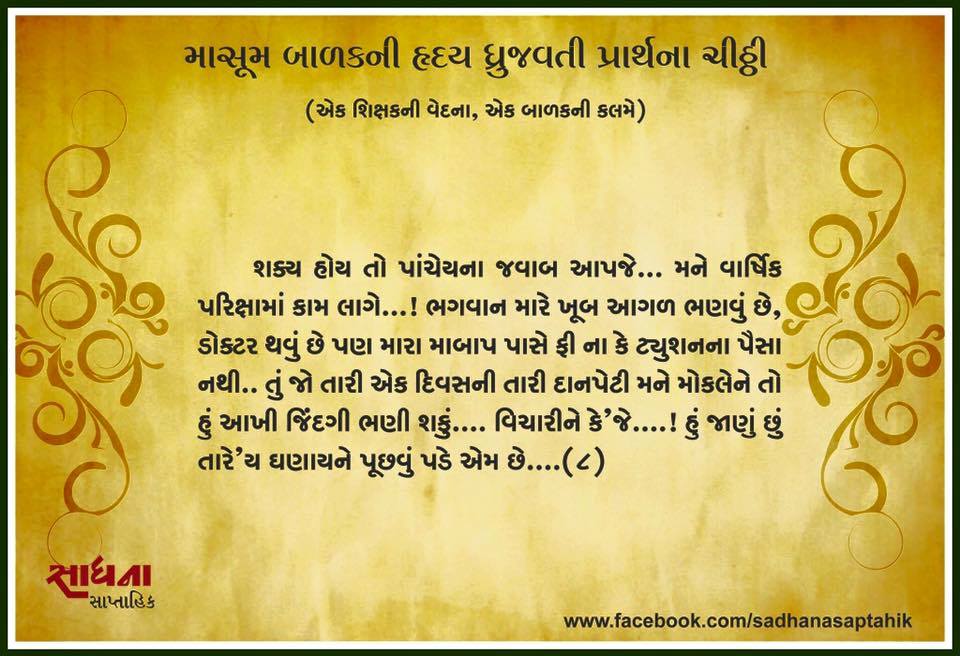 માસૂમ બાળકની હૃદય ધ્રુજવતી પ્રાર્થના ચીઠ્ઠી
(એક શિક્ષકની વેદના, એક બાળકની કલમે)
શક્ય હોય તો પાંચેયના જવાબ આપજે... મને વાર્ષિક
પરિક્ષામાં કામ લાગે...! ભગવાન મારે ખૂબ આગળ ભણવું છે,
ડોક્ટર થવું છે પણ મારા માબાપ પાસે ફી ના કે ટ્યુશનના પૈસા
નથી.. તું જો તારી એક દિવસની તારી દાનપેટી મને મોકલેને તો
હું આખી જિંદગી ભણી શકું.... વિચારીને કે’જે....! હું જાણું છું
તારે’ય ઘણાયને પૂછવું પડે એમ છે....(૮)
સાધના
સાપ્તાહિક
www.facebook.com/sadhanasaptahik